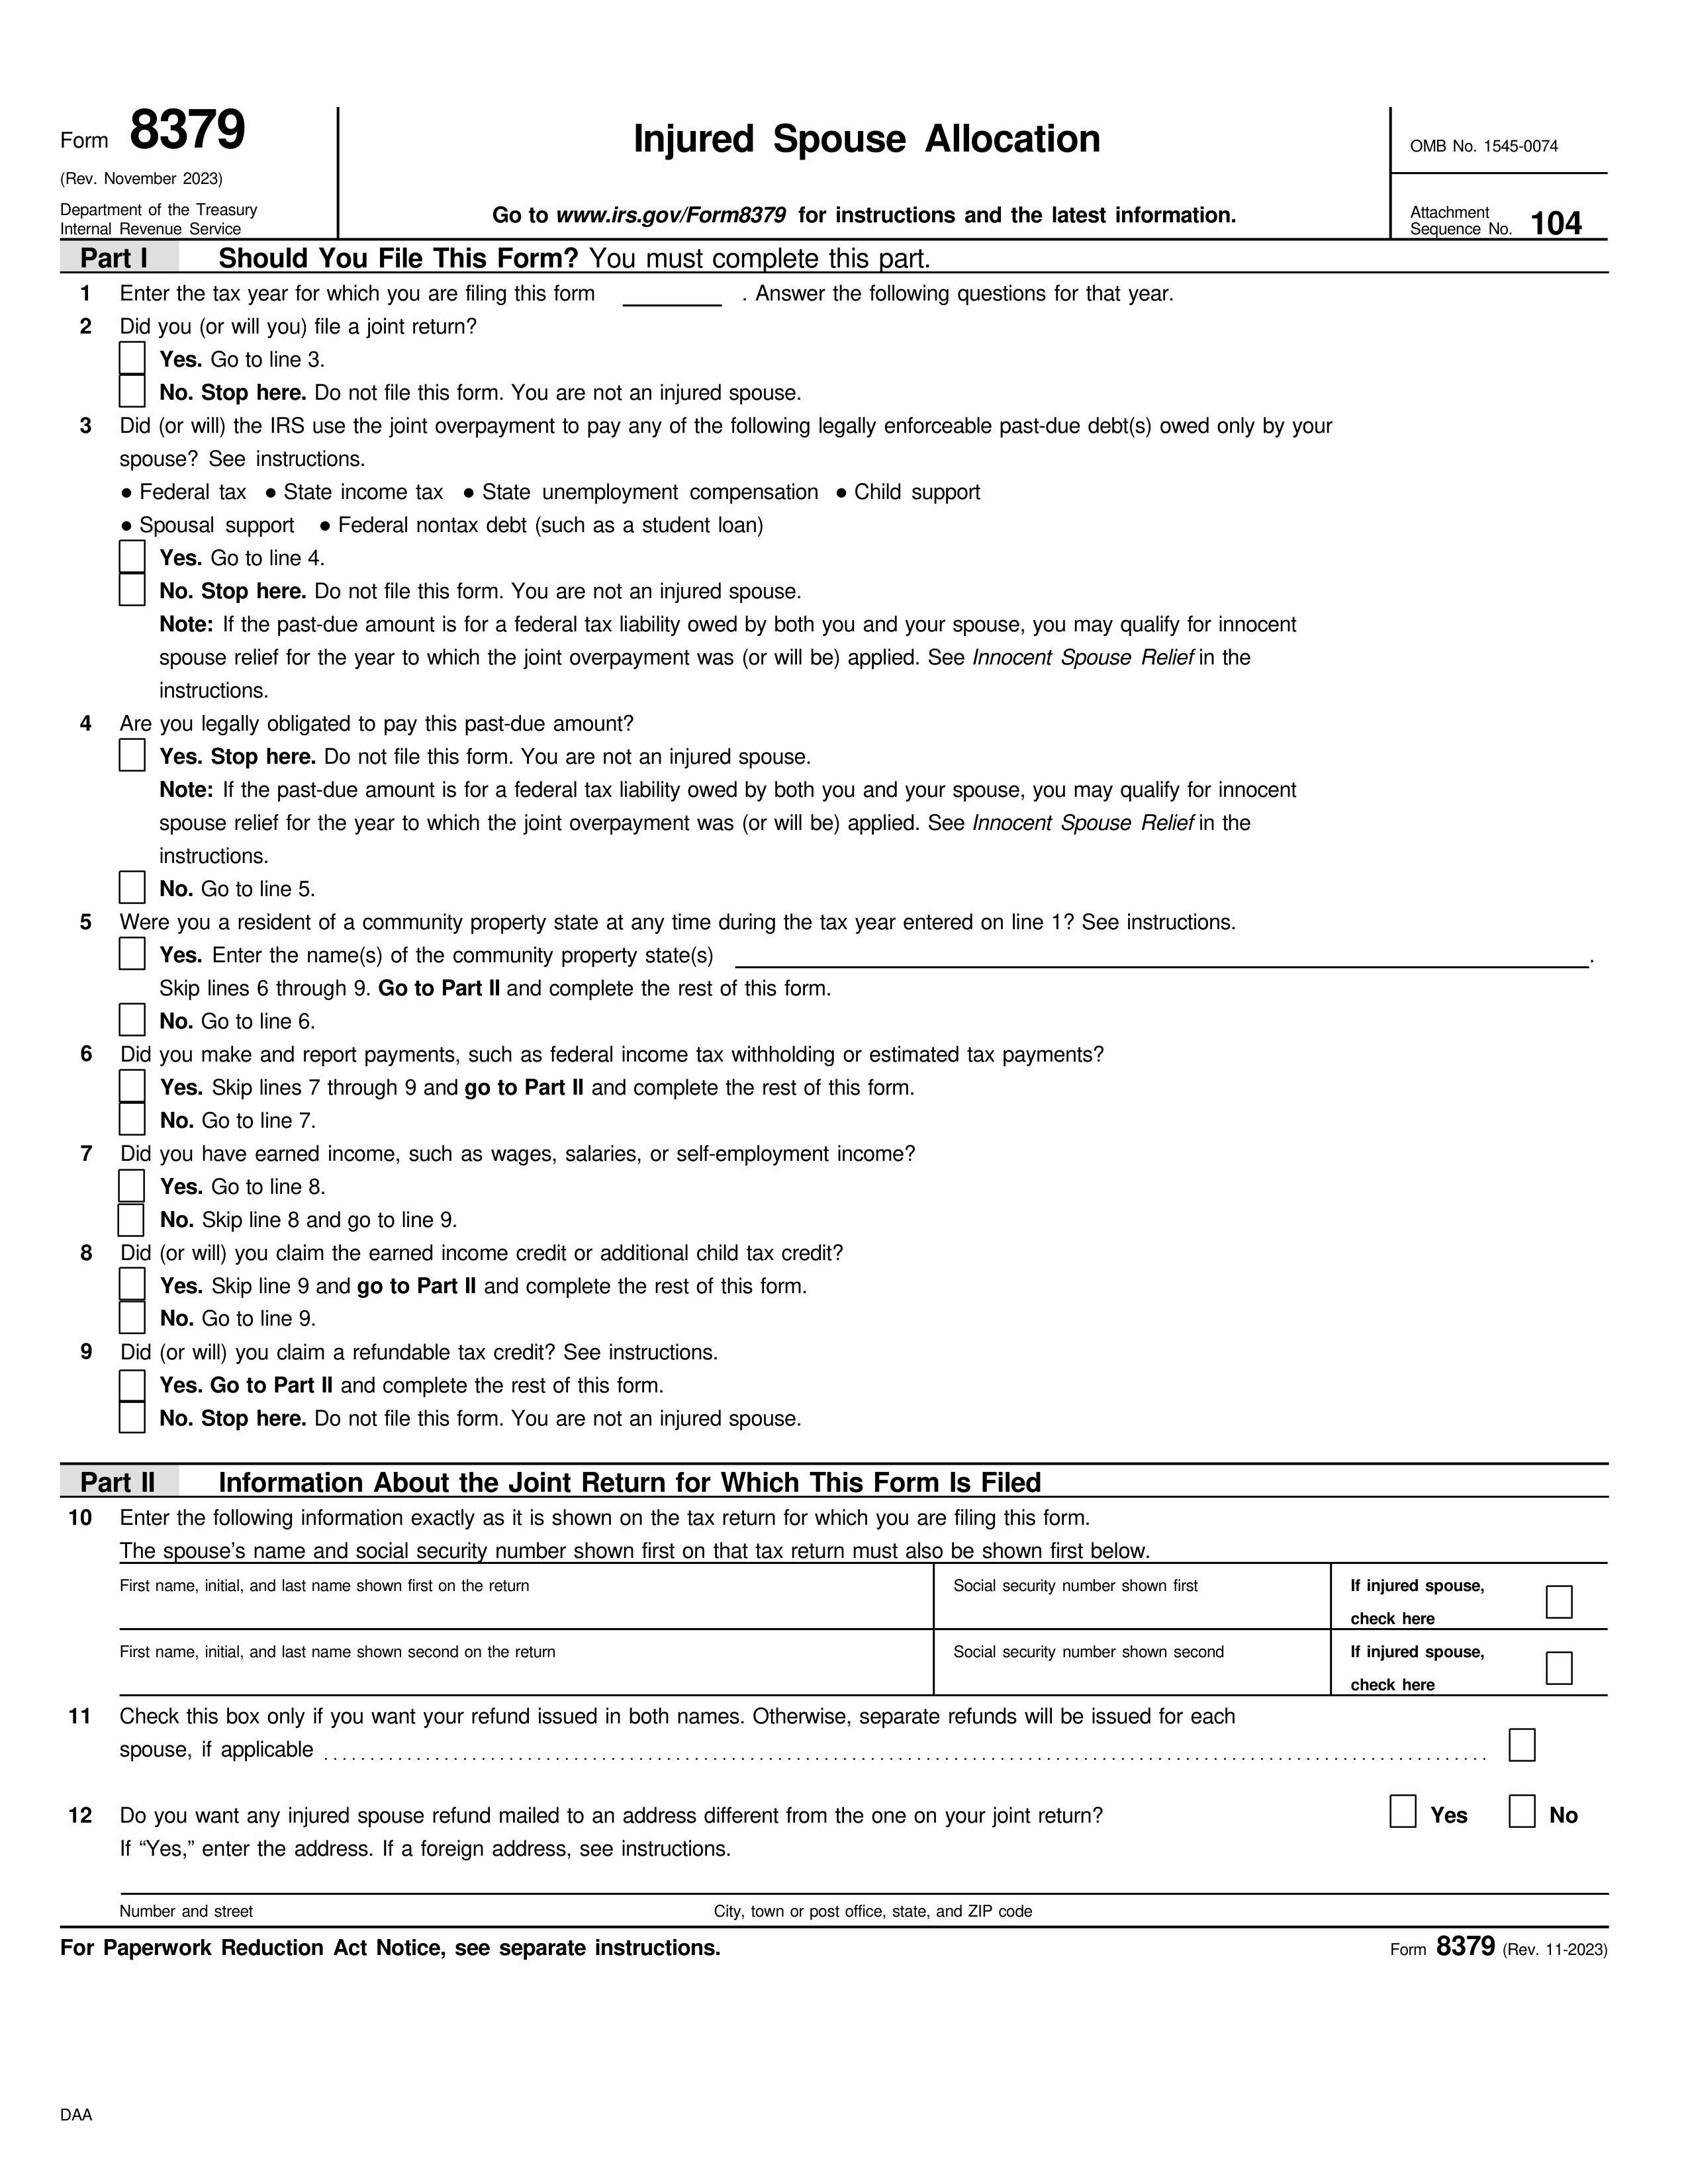 Form 8379
(Rev. November 2023)
Department of the Treasury
Internal Revenue Service
Injured Spouse Allocation
Go to www.irs.gov/Form8379 for instructions and the latest information.
OMB No. 1545-0074
Attachment
Sequence No. 104
Part I Should You File This Form? You must complete this part.
1 Enter the tax year for which you are filing this form . Answer the following questions for that year.
2 Did you (or will you) file a joint return?
Yes. Go to line 3.
No. Stop here. Do not file this form. You are not an injured spouse.
3 Did (or will) the IRS use the joint overpayment to pay any of the following legally enforceable past-due debt(s) owed only by your
spouse? See instructions.
● Federal tax ● State income tax ● State unemployment compensation ● Child support
● Spousal support ● Federal nontax debt (such as a student loan)
Yes. Go to line 4.
No. Stop here. Do not file this form. You are not an injured spouse.
Note: If the past-due amount is for a federal tax liability owed by both you and your spouse, you may qualify for innocent
spouse relief for the year to which the joint overpayment was (or will be) applied. See Innocent Spouse Relief in the
instructions.
4 Are you legally obligated to pay this past-due amount?
Yes. Stop here. Do not file this form. You are not an injured spouse.
Note: If the past-due amount is for a federal tax liability owed by both you and your spouse, you may qualify for innocent
spouse relief for the year to which the joint overpayment was (or will be) applied. See Innocent Spouse Relief in the
instructions.
No. Go to line 5.
5 Were you a resident of a community property state at any time during the tax year entered on line 1? See instructions.
Yes. Enter the name(s) of the community property state(s) .
Skip lines 6 through 9. Go to Part II and complete the rest of this form.
No. Go to line 6.
6 Did you make and report payments, such as federal income tax withholding or estimated tax payments?
Yes. Skip lines 7 through 9 and go to Part II and complete the rest of this form.
No. Go to line 7.
7 Did you have earned income, such as wages, salaries, or self-employment income?
Yes. Go to line 8.
No. Skip line 8 and go to line 9.
8 Did (or will) you claim the earned income credit or additional child tax credit?
Yes. Skip line 9 and go to Part II and complete the rest of this form.
No. Go to line 9.
9 Did (or will) you claim a refundable tax credit? See instructions.
Yes. Go to Part II and complete the rest of this form.
No. Stop here. Do not file this form. You are not an injured spouse.
Part II Information About the Joint Return for Which This Form Is Filed
10 Enter the following information exactly as it is shown on the tax return for which you are filing this form.
The spouse's name and social security number shown first on that tax return must also be shown first below.
First name, initial, and last name shown first on the return
Social security number shown first
If injured spouse,
check here
First name, initial, and last name shown second on the return
Social security number shown second
If injured spouse,
check here
11 Check this box only if you want your refund issued in both names. Otherwise, separate refunds will be issued for each
spouse, if applicable
12 Do you want any injured spouse refund mailed to an address different from the one on your joint return? Yes No
If “Yes,” enter the address. If a foreign address, see instructions.
Number and street City, town or post office, state, and ZIP code
For Paperwork Reduction Act Notice, see separate instructions. Form 8379 (Rev. 11-2023)
DAA